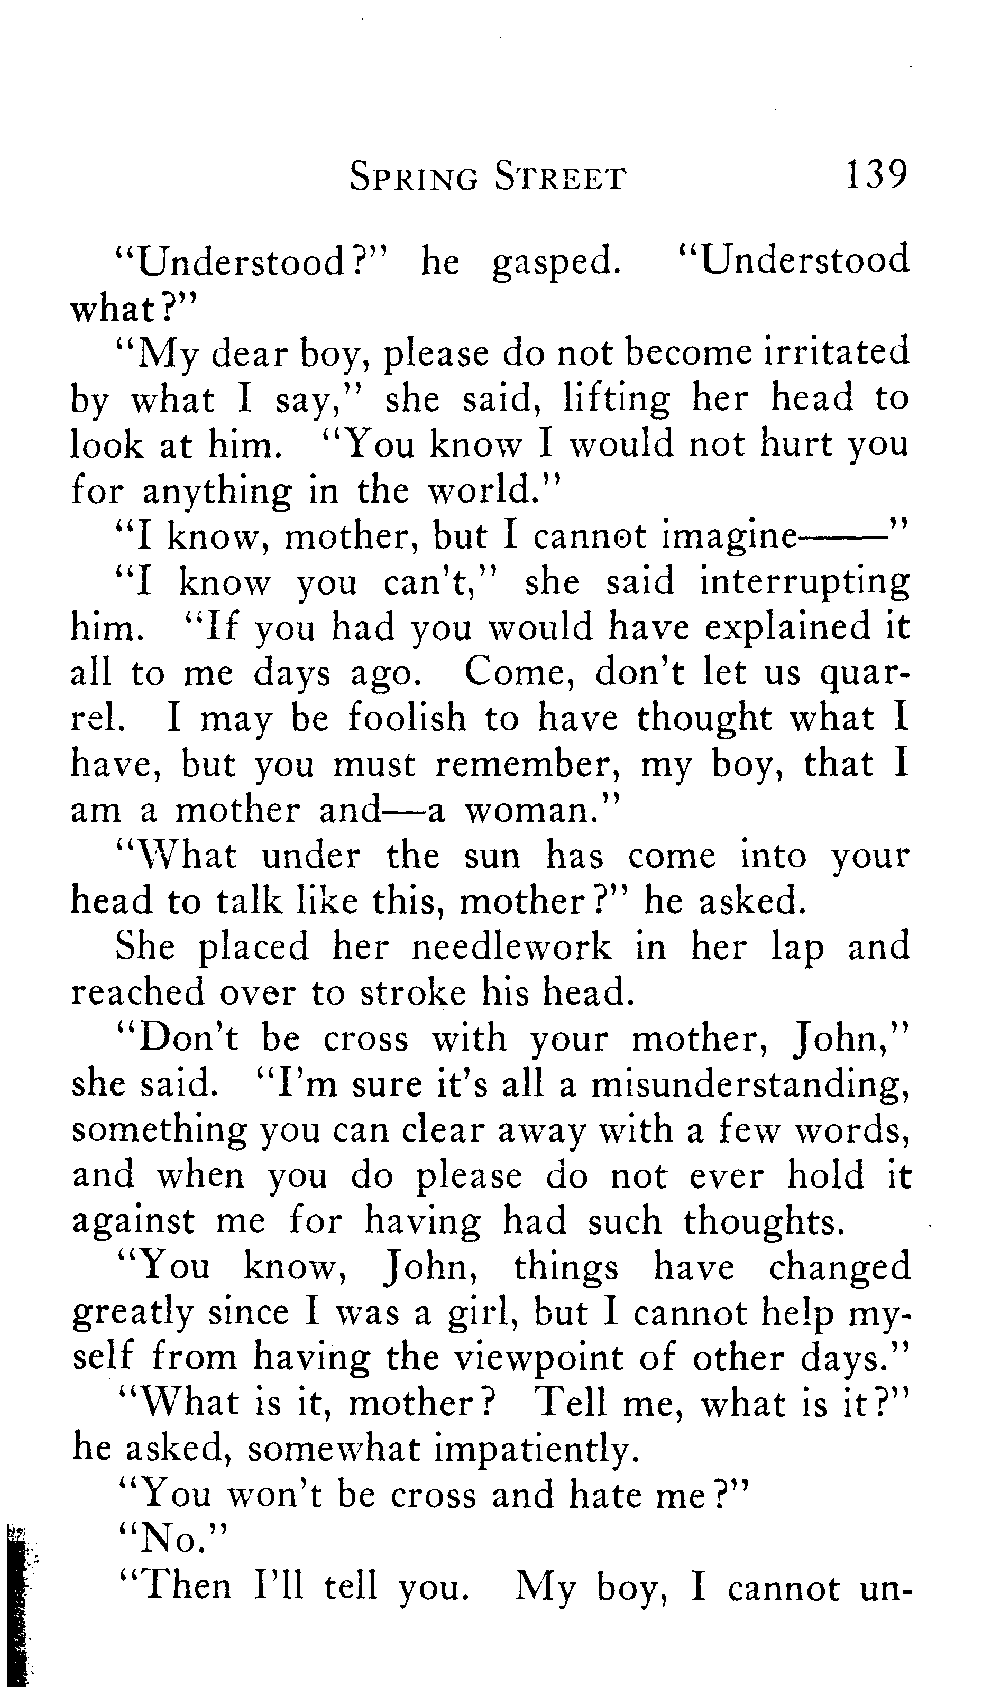 Spring Street 139
"Understood?" he gasped. "Understood
what?"
"My dear boy, please do not become irritated
by what I say," she said, lifting her head to
look at him. "You know I would not hurt you
for anything in the world."
"I know, mother, but I cannot imagine——"
"I know you can't," she said interrupting
him. "If you had you would have explained it
all to me days ago. Come, don't let us quar-
rel. I may be foolish to have thought what I
have, but you must remember, my boy, that I
am a mother and—a woman."
"What under the sun has come into your
head to talk like this, mother?" he asked.
She placed her needlework in her lap and
reached over to stroke his head.
"Don't be cross with your mother, John,"
she said. "I'm sure it's all a misunderstanding,
something you can clear away with a few words,
and when you do please do not ever hold it
against me for having had such thoughts.
"You know, John, things have changed
greatly since I was a girl, but I cannot help my-
self from having the viewpoint of other days."
"What is it, mother? Tell me, what is it?"
he asked, somewhat impatiently.
"You won't be cross and hate me?"
"No."
"Then I'll tell you. My boy, I cannot un-